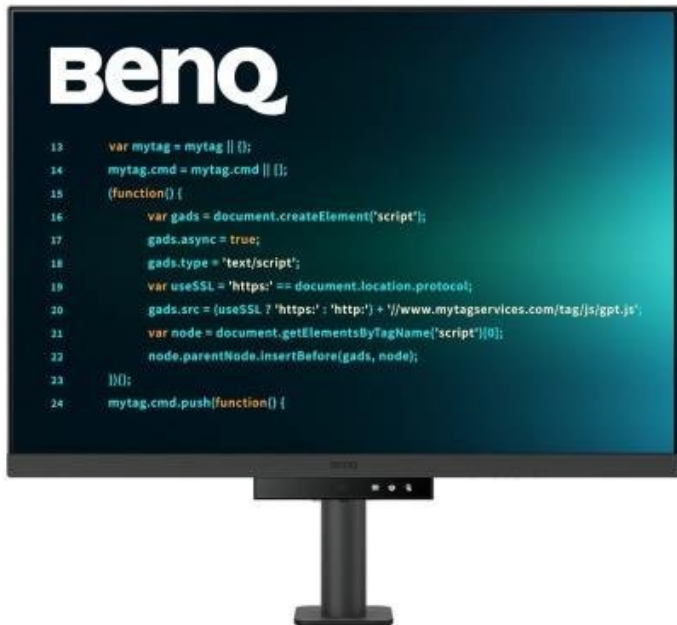 BenQ
13 var mytag = mytag || {};
14 mytag.cmd = mytag.cmd || [];
15 (function() {
16 var gads = document.createElement('script');
17 gads.async = true;
18 gads.type = 'text/script';
19 var useSSL = 'https:' == document.location.protocol;
20 gads.src = (useSSL ? 'https:' : 'http:') + '//www.mytagservices.com/tag/js/gpt.js';
21 var node = document.getElementsByTagName('script')[0];
22 node.parentNode.insertBefore(gads, node);
23 })();
24 mytag.cmd.push(function() {
BenQ